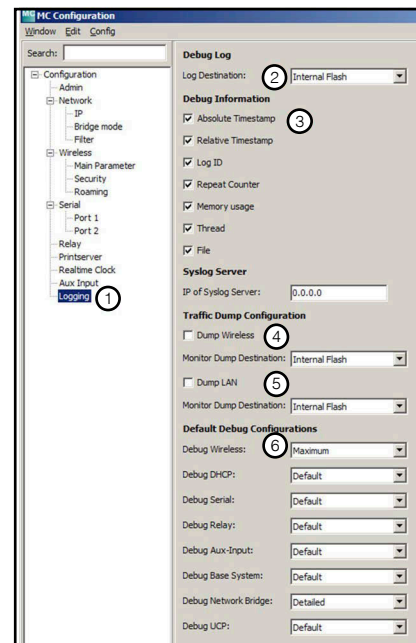 MC MC Configuration
Window Edit Config
Search:
Configuration
Admin
Network
IP
Bridge mode
Filter
Wireless
Main Parameter
Security
Roaming
Serial
Port 1
Port 2
Relay
Printserver
Realtime Clock
Aux Input
Logging 1
Debug Log
Log Destination: 2 Internal Flash
Debug Information
Absolute Timestamp 3
Relative Timestamp
Log ID
Repeat Counter
Memory usage
Thread
File
Syslog Server
IP of Syslog Server: 0.0.0.0
Traffic Dump Configuration
Dump Wireless 4
Monitor Dump Destination: Internal Flash
Dump LAN 5
Monitor Dump Destination: Internal Flash
Default Debug Configurations
Debug Wireless: 6 Maximum
Debug DHCP: Default
Debug Serial: Default
Debug Relay: Default
Debug Aux-Input: Default
Debug Base System: Default
Debug Network Bridge: Detailed
Debug UCP: Default